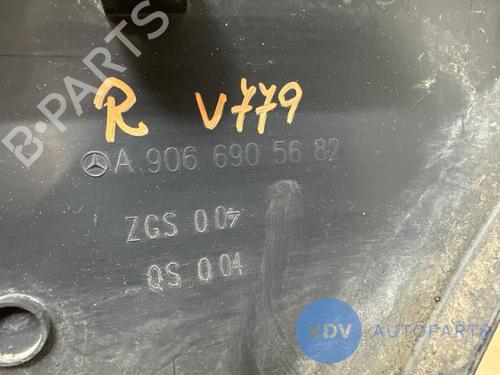 R V779
A 906 690 56 82
ZGS 004
QS 004
B-PARTS
VDV AUTOPARTS